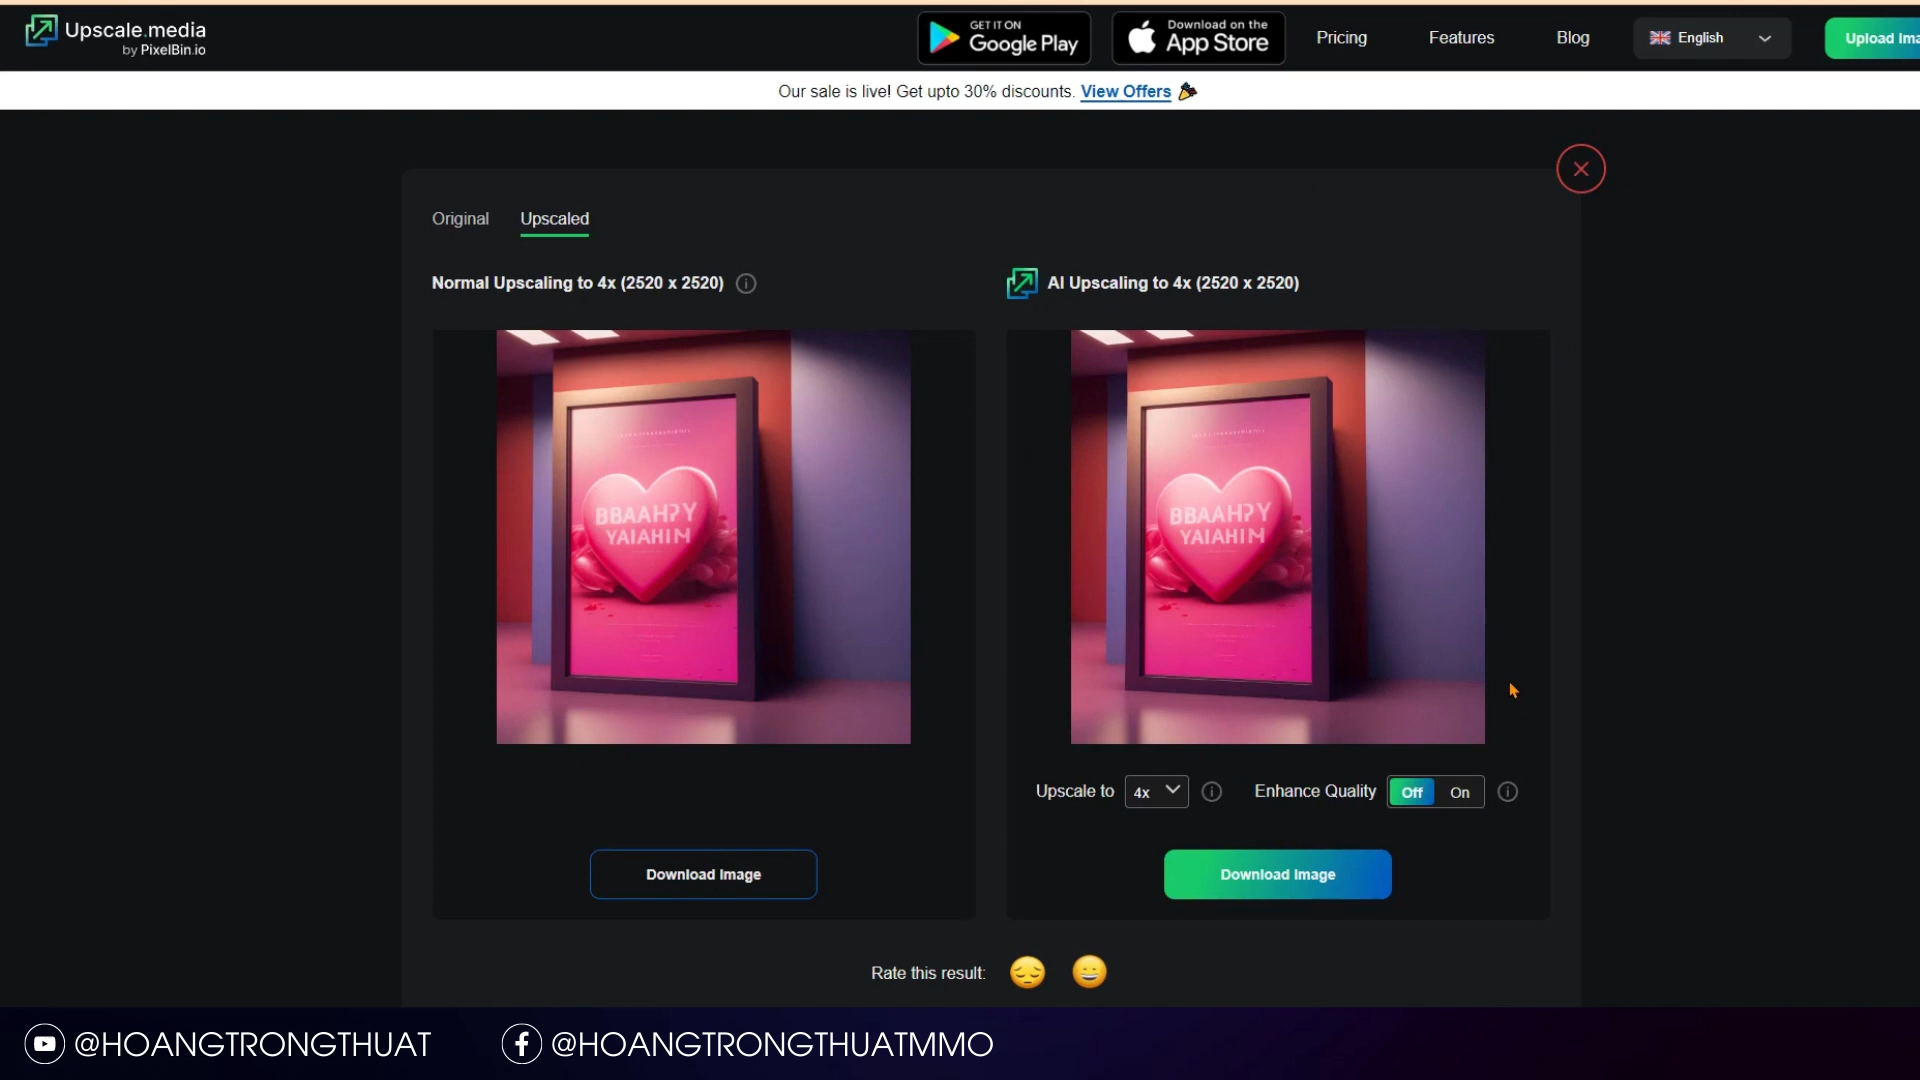 Upscale.media
by PixelBin.io
GET IT ON
Google Play
Download on the
App Store
Pricing
Features
Blog
English
Upload Ima
Our sale is live! Get upto 30% discounts. View Offers
Original
Upscaled
Normal Upscaling to 4x (2520 x 2520)
AI Upscaling to 4x (2520 x 2520)
BBAAHPY
YAIAHIM
BBAAHPY
YAIAHIM
Upscale to
4x
Enhance Quality
Off
On
Download Image
Download Image
Rate this result:
@HOANGTRONGTHUAT
@HOANGTRONGTHUATMMO